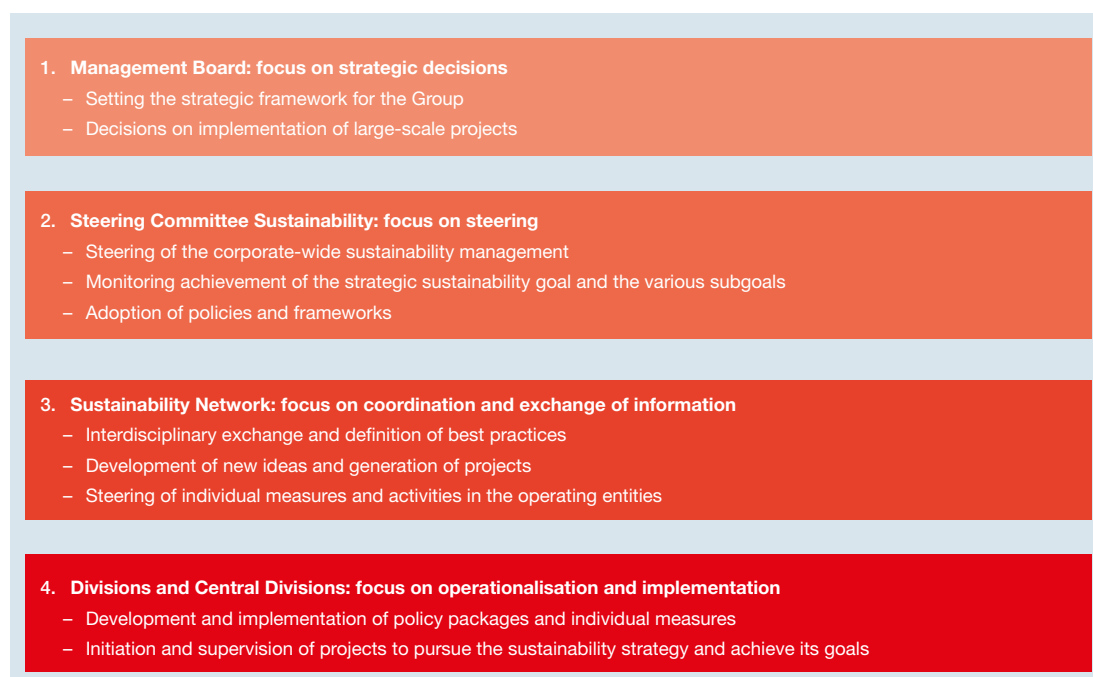 1. Management Board: focus on strategic decisions
– Setting the strategic framework for the Group
– Decisions on implementation of large-scale projects
2. Steering Committee Sustainability: focus on steering
– Steering of the corporate-wide sustainability management
– Monitoring achievement of the strategic sustainability goal and the various subgoals
– Adoption of policies and frameworks
3. Sustainability Network: focus on coordination and exchange of information
– Interdisciplinary exchange and definition of best practices
– Development of new ideas and generation of projects
– Steering of individual measures and activities in the operating entities
4. Divisions and Central Divisions: focus on operationalisation and implementation
– Development and implementation of policy packages and individual measures
– Initiation and supervision of projects to pursue the sustainability strategy and achieve its goals